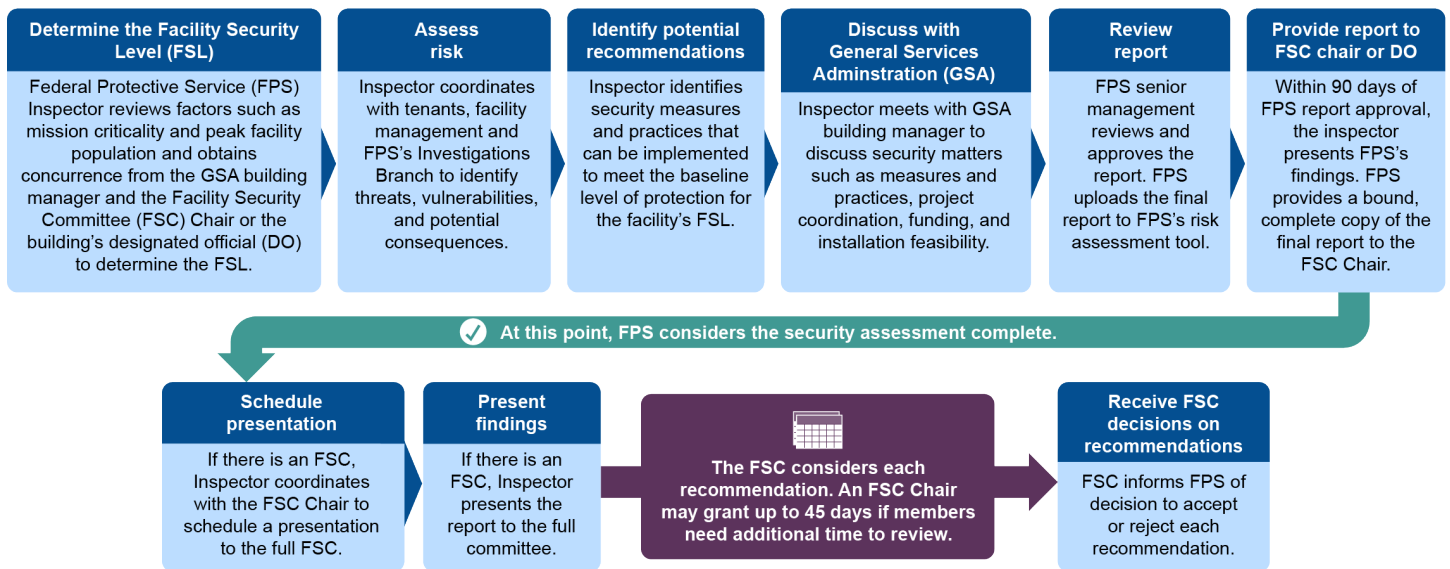 Determine the Facility Security
Level (FSL)
Federal Protective Service (FPS)
Inspector reviews factors such as
mission criticality and peak facility
population and obtains
concurrence from the GSA building
manager and the Facility Security
Committee (FSC) Chair or the
building's designated official (DO)
to determine the FSL.
Assess
risk
Inspector coordinates
with tenants, facility
management and
FPS's Investigations
Branch to identify
threats, vulnerabilities,
and potential
consequences.
Identify potential
recommendations
Inspector identifies
security measures
and practices that
can be implemented
to meet the baseline
level of protection for
the facility's FSL.
Discuss with
General Services
Adminstration (GSA)
Inspector meets with GSA
building manager to
discuss security matters
such as measures and
practices, project
coordination, funding, and
installation feasibility.
Review
report
FPS senior
management
reviews and
approves the
report. FPS
uploads the final
report to FPS's risk
assessment tool.
Provide report to
FSC chair or DO
Within 90 days of
FPS report approval,
the inspector
presents FPS's
findings. FPS
provides a bound,
complete copy of the
final report to the
FSC Chair.
At this point, FPS considers the security assessment complete.
Schedule
presentation
If there is an FSC,
Inspector coordinates
with the FSC Chair to
schedule a presentation
to the full FSC.
Present
findings
If there is an
FSC, Inspector
presents the
report to the full
committee.
The FSC considers each
recommendation. An FSC Chair
may grant up to 45 days if members
need additional time to review.
Receive FSC
decisions on
recommendations
FSC informs FPS of
decision to accept
or reject each
recommendation.